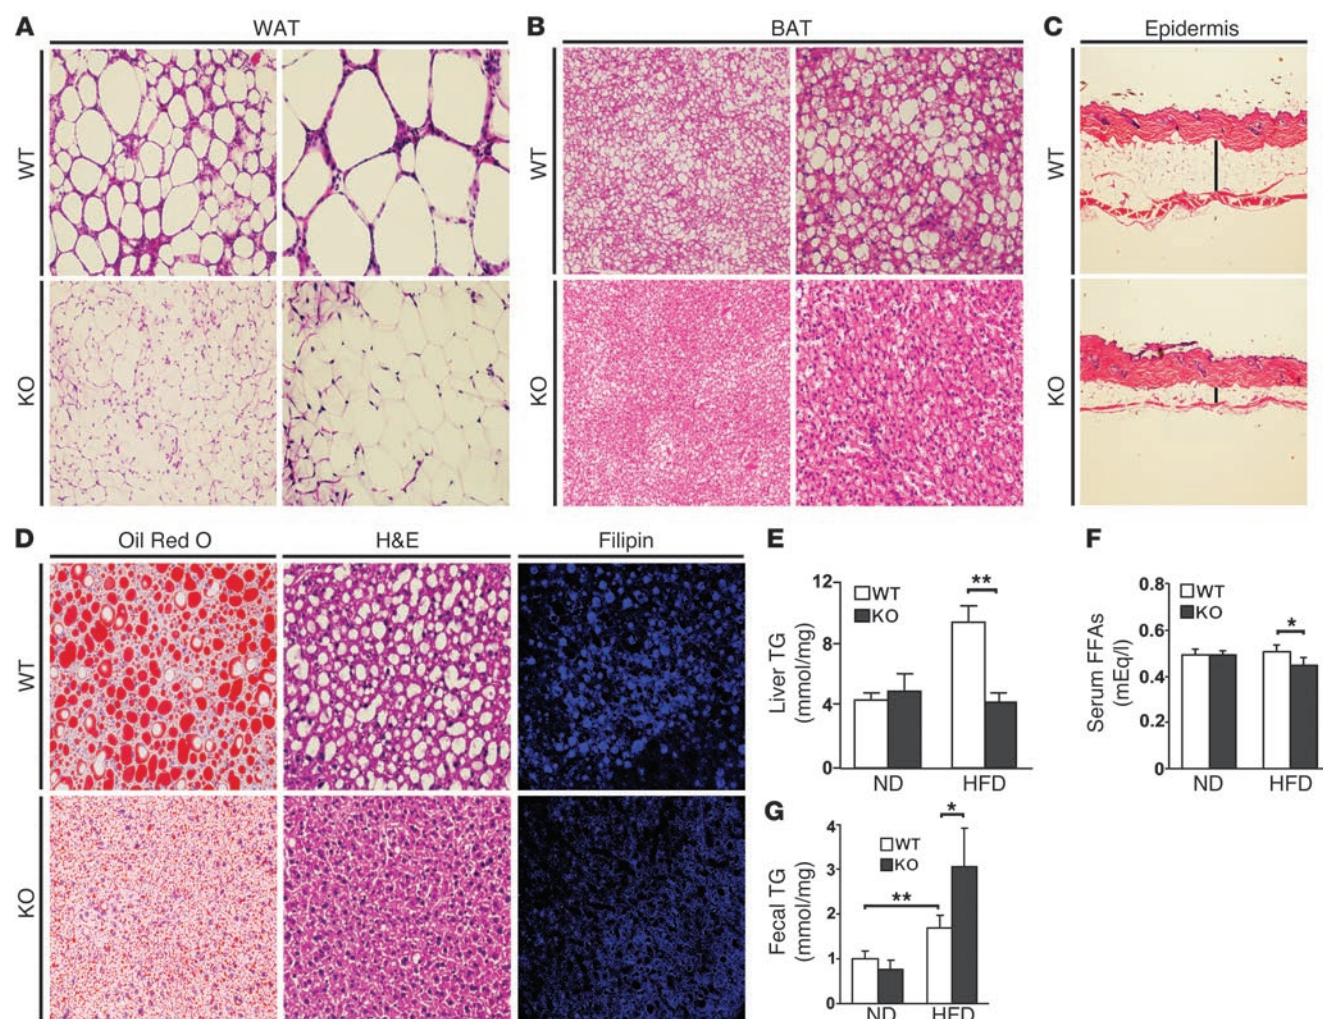 A WAT
WT
KO
B BAT
WT
KO
C Epidermis
WT
KO
D Oil Red O H&E Filipin
WT
KO
E
Liver TG
(mmol/mg)
12
8
4
0
WT
KO
**
ND HFD
F
Serum FFAs
(mEq/l)
0.8
0.6
0.4
0.2
0
WT
KO
*
ND HFD
G
Fecal TG
(mmol/mg)
4
3
2
1
0
WT
KO
*
**
ND HFD